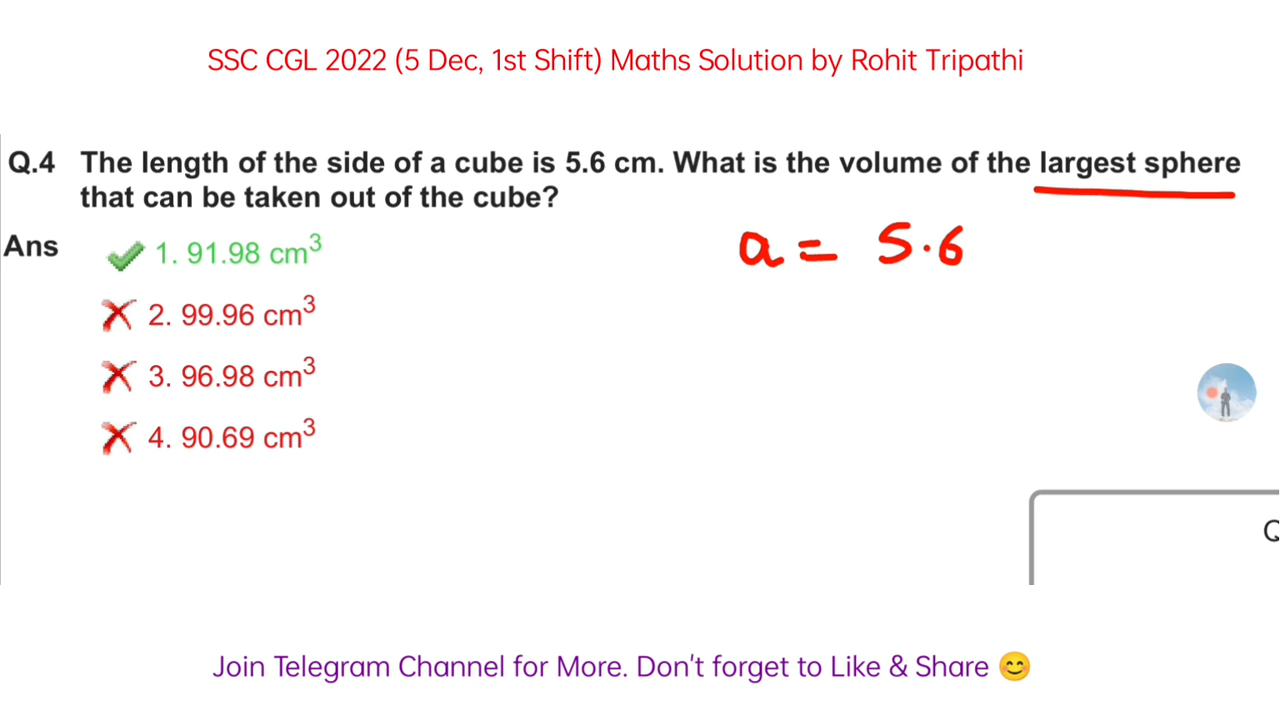 SSC CGL 2022 (5 Dec, 1st Shift) Maths Solution by Rohit Tripathi
Q.4 The length of the side of a cube is 5.6 cm. What is the volume of the largest sphere
that can be taken out of the cube?
a = 5.6
Ans 1. 91.98 cm³
2. 99.96 cm³
3. 96.98 cm³
4. 90.69 cm³
Q
Join Telegram Channel for More. Don't forget to Like & Share 😊